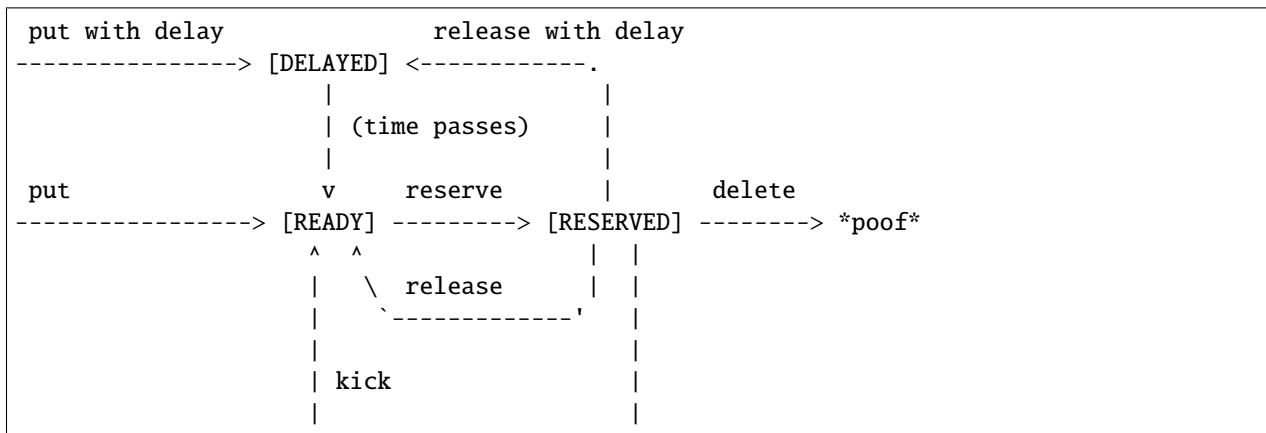 put with delay                  release with delay
----------------> [DELAYED] <------------.
                      |                   |
                      | (time passes)     |
                      |                   |
put                   v     reserve       |       delete
-----------------> [READY] ---------> [RESERVED] --------> *poof*
                     ^  ^                |  |
                     |   \  release      |  |
                     |    `-------------'   |
                     |                      |
                     | kick                 |
                     |                      |